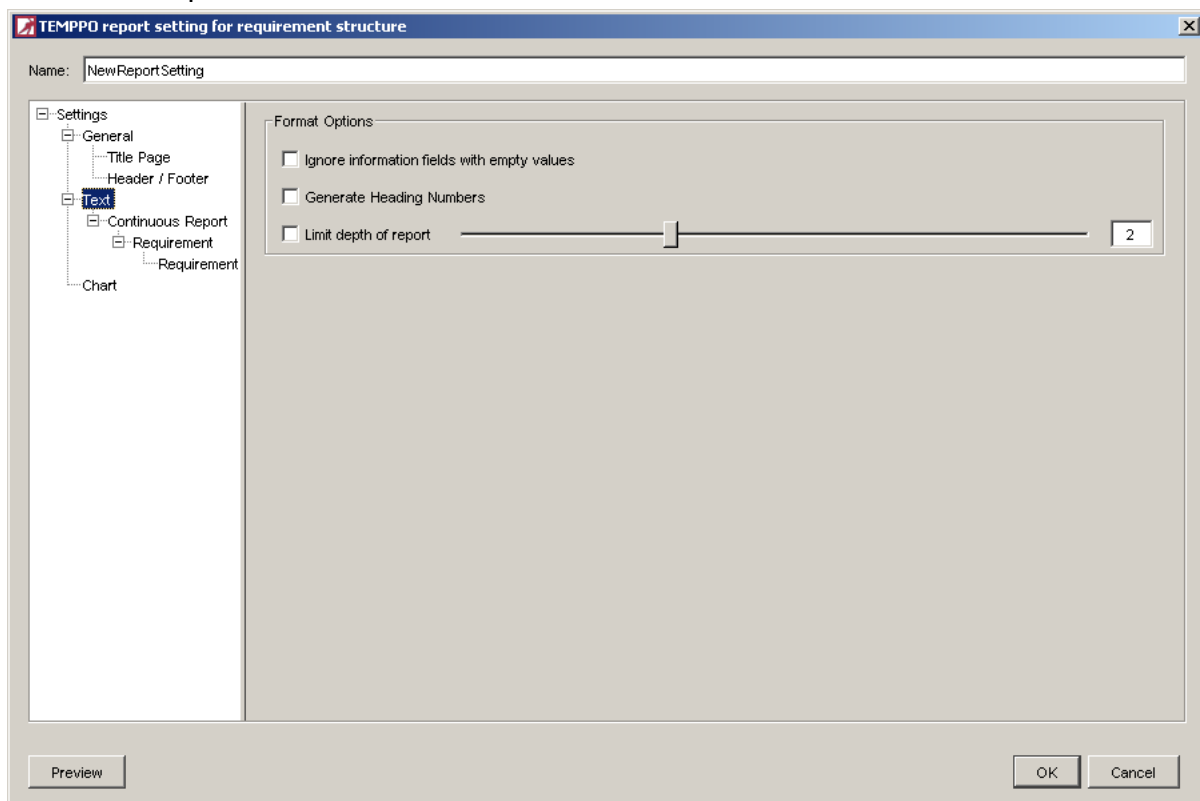 TEMPPO report setting for requirement structure
Name: NewReportSetting
Settings
General
Title Page
Header / Footer
Text
Continuous Report
Requirement
Requirement
Chart
Format Options
Ignore information fields with empty values
Generate Heading Numbers
Limit depth of report 2
Preview OK Cancel